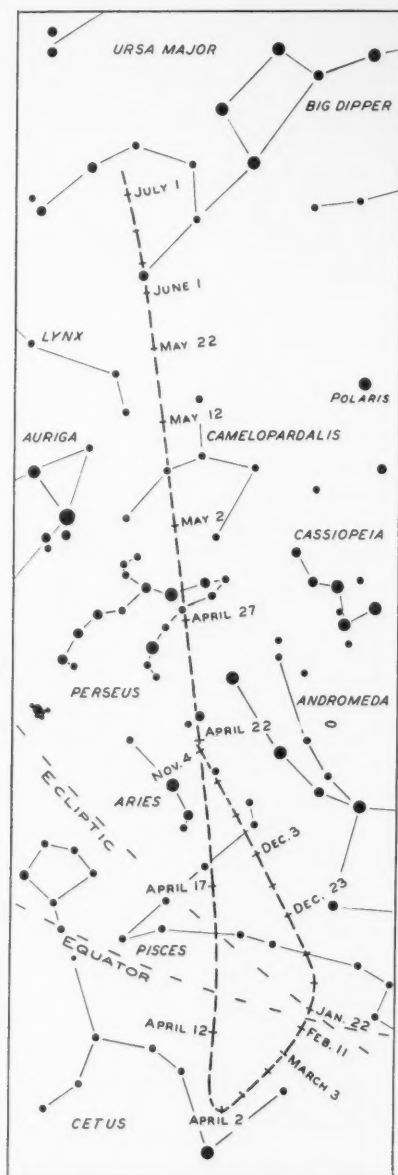 URSA MAJOR
BIG DIPPER
JULY 1
JUNE 1
LYNX
MAY 22
POLARIS
MAY 12
AURIGA
CAMELOPARDALIS
MAY 2
CASSIOPEIA
APRIL 27
PERSEUS
ANDROMEDA
APRIL 22
NOV. 4
ECLIPTIC
ARIES
DEC. 3
APRIL 17
DEC. 23
PISCES
EQUATOR
JAN. 22
APRIL 12
FEB. 11
MARCH 3
APRIL 2
CETUS